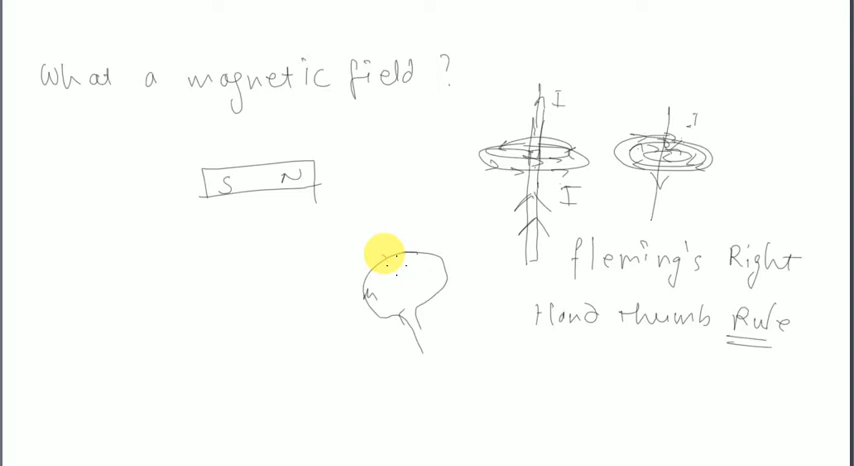 What a magnetic field ?
I
S N
I
fleming's Right
Hand thumb Rule